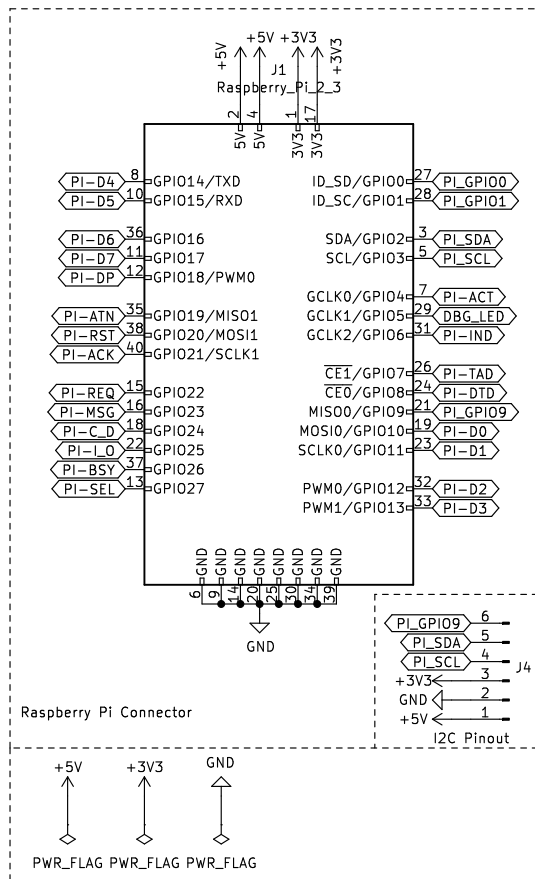 +5V +5V +3V3 +3V3
J1
Raspberry_Pi_2_3
2 4 1 17
5V 5V 3V3 3V3
PI-D4 8 GPIO14/TXD ID_SD/GPIO0 27 PI_GPIO0
PI-D5 10 GPIO15/RXD ID_SC/GPIO1 28 PI_GPIO1
PI-D6 36 GPIO16 SDA/GPIO2 3 PI_SDA
PI-D7 11 GPIO17 SCL/GPIO3 5 PI_SCL
PI-DP 12 GPIO18/PWM0
GCLK0/GPIO4 7 PI-ACT
PI-ATN 35 GPIO19/MISO1 GCLK1/GPIO5 29 DBG_LED
PI-RST 38 GPIO20/MOSI1 GCLK2/GPIO6 31 PI-IND
PI-ACK 40 GPIO21/SCLK1
CE1/GPIO7 26 PI-TAD
PI-REQ 15 GPIO22 CE0/GPIO8 24 PI-DTD
PI-MSG 16 GPIO23 MISO0/GPIO9 21 PI_GPIO9
PI-C_D 18 GPIO24 MOSI0/GPIO10 19 PI-D0
PI-I_O 22 GPIO25 SCLK0/GPIO11 23 PI-D1
PI-BSY 37 GPIO26
PI-SEL 13 GPIO27 PWM0/GPIO12 32 PI-D2
PWM1/GPIO13 33 PI-D3
GND GND GND GND GND GND GND GND
6 9 14 20 25 30 34 39
GND
PI_GPIO9 6
PI_SDA 5
PI_SCL 4
+3V3 3
J4
GND 2
+5V 1
I2C Pinout
Raspberry Pi Connector
+5V +3V3 GND
PWR_FLAG PWR_FLAG PWR_FLAG